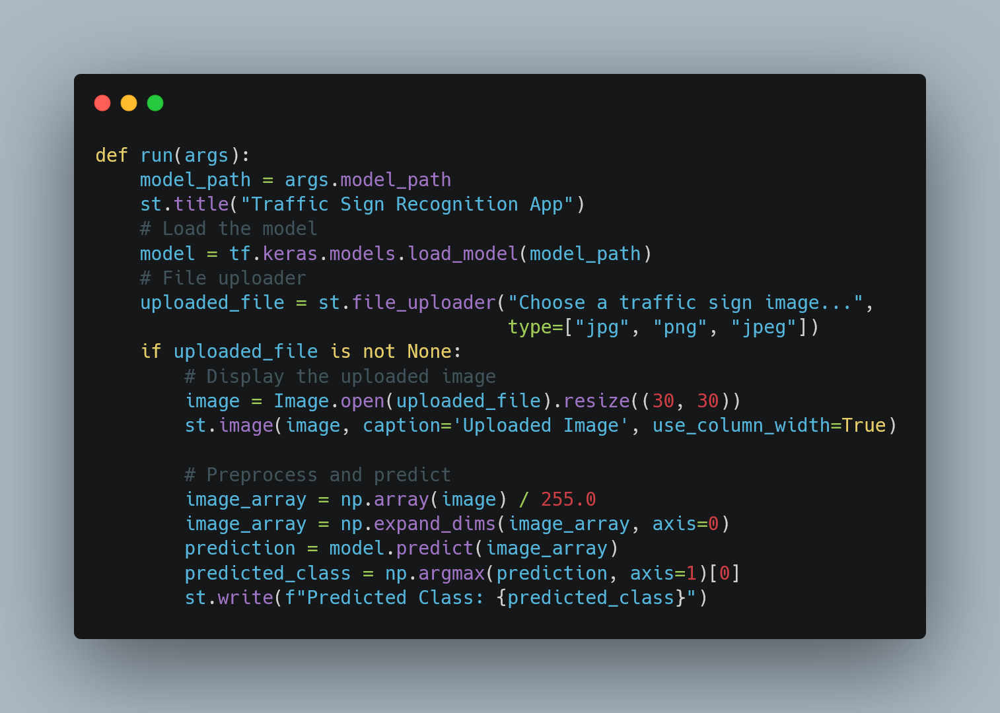 def run(args):
    model_path = args.model_path
    st.title("Traffic Sign Recognition App")
    # Load the model
    model = tf.keras.models.load_model(model_path)
    # File uploader
    uploaded_file = st.file_uploader("Choose a traffic sign image...",
                                     type=["jpg", "png", "jpeg"])
    if uploaded_file is not None:
        # Display the uploaded image
        image = Image.open(uploaded_file).resize((30, 30))
        st.image(image, caption='Uploaded Image', use_column_width=True)

        # Preprocess and predict
        image_array = np.array(image) / 255.0
        image_array = np.expand_dims(image_array, axis=0)
        prediction = model.predict(image_array)
        predicted_class = np.argmax(prediction, axis=1)[0]
        st.write(f"Predicted Class: {predicted_class}")